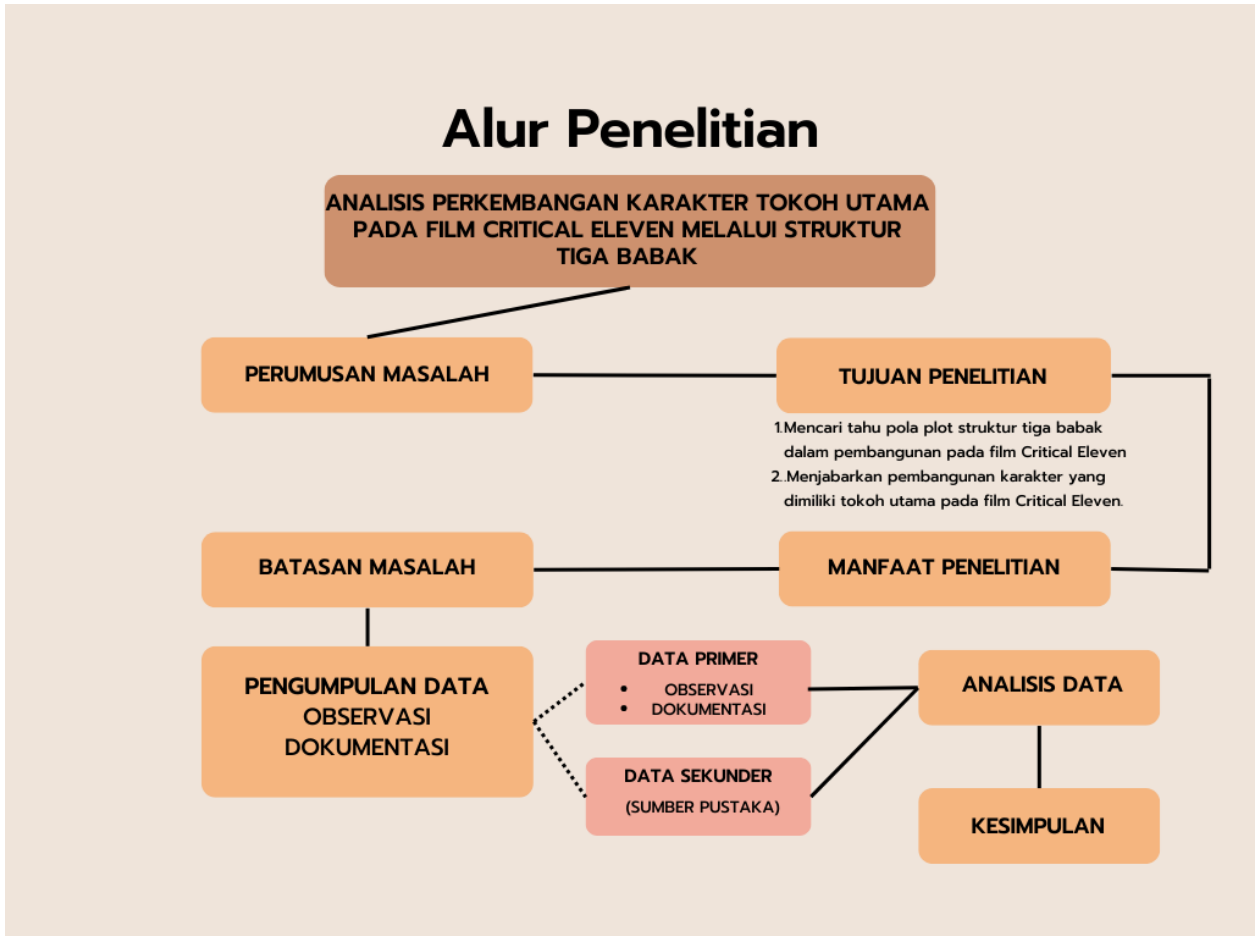 Alur Penelitian
ANALISIS PERKEMBANGAN KARAKTER TOKOH UTAMA
PADA FILM CRITICAL ELEVEN MELALUI STRUKTUR
TIGA BABAK
PERUMUSAN MASALAH
TUJUAN PENELITIAN
1.Mencari tahu pola plot struktur tiga babak
dalam pembangunan pada film Critical Eleven
2..Menjabarkan pembangunan karakter yang
dimiliki tokoh utama pada film Critical Eleven.
BATASAN MASALAH
MANFAAT PENELITIAN
PENGUMPULAN DATA
OBSERVASI
DOKUMENTASI
DATA PRIMER
• OBSERVASI
• DOKUMENTASI
DATA SEKUNDER
(SUMBER PUSTAKA)
ANALISIS DATA
KESIMPULAN